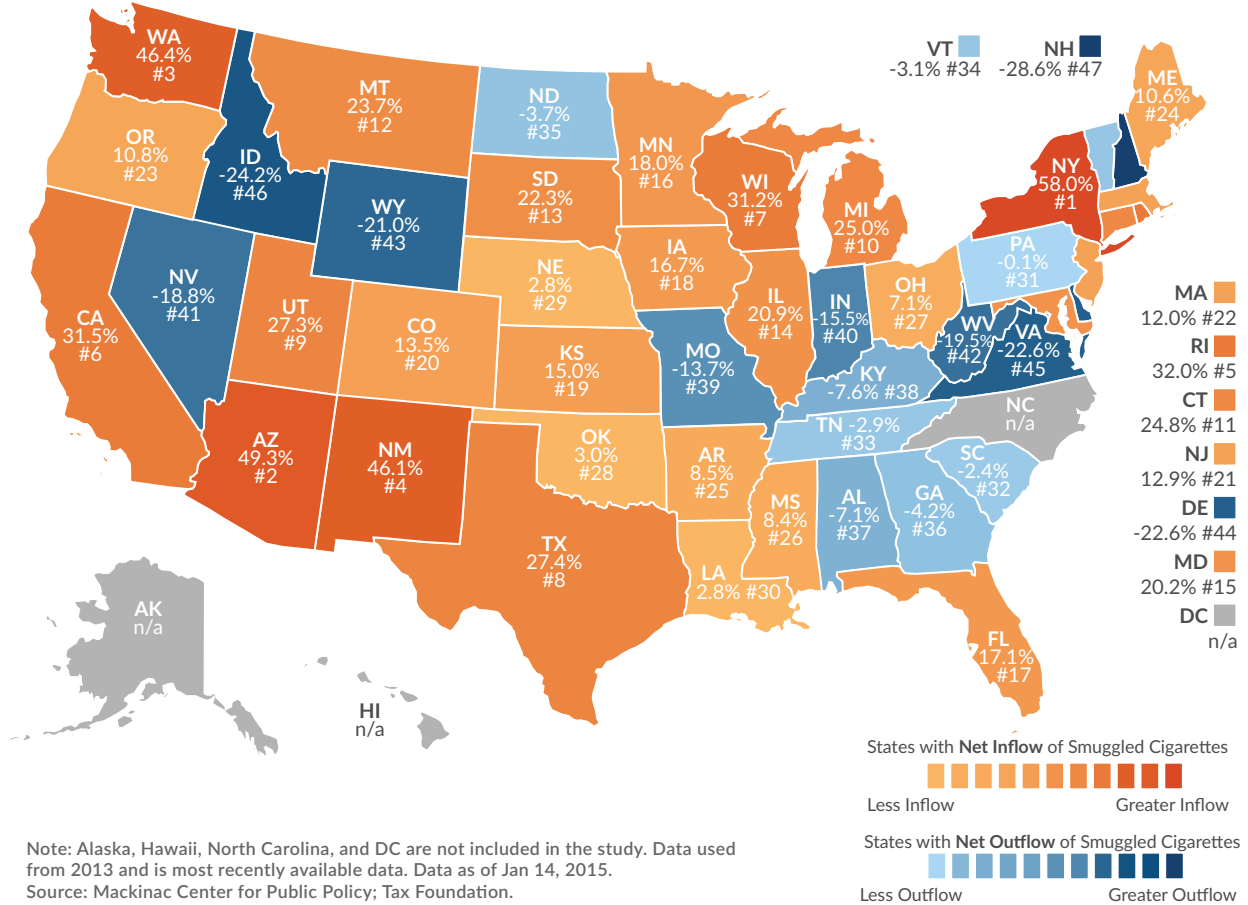 WA
46.4%
#3
MT
23.7%
#12
ND
-3.7%
#35
VT
-3.1% #34
NH
-28.6% #47
ME
10.6%
#24
OR
10.8%
#23
ID
-24.2%
#46
MN
18.0%
#16
WI
31.2%
#7
NY
58.0%
#1
SD
22.3%
#13
WY
-21.0%
#43
MI
25.0%
#10
IA
16.7%
#18
PA
-0.1%
#31
NE
2.8%
#29
NV
-18.8%
#41
UT
27.3%
#9
CO
13.5%
#20
IL
20.9%
#14
IN
-15.5%
#40
OH
7.1%
#27
WV
-19.5%
#42
VA
-22.6%
#45
CA
31.5%
#6
KS
15.0%
#19
MO
-13.7%
#39
KY
-7.6% #38
NC
n/a
TN -2.9%
#33
AZ
49.3%
#2
NM
46.1%
#4
OK
3.0%
#28
AR
8.5%
#25
SC
-2.4%
#32
MS
8.4%
#26
AL
-7.1%
#37
GA
-4.2%
#36
TX
27.4%
#8
LA
2.8% #30
FL
17.1%
#17
AK
n/a
HI
n/a
MA
12.0% #22
RI
32.0% #5
CT
24.8% #11
NJ
12.9% #21
DE
-22.6% #44
MD
20.2% #15
DC
n/a
States with Net Inflow of Smuggled Cigarettes
Less Inflow
Greater Inflow
States with Net Outflow of Smuggled Cigarettes
Less Outflow
Greater Outflow
Note: Alaska, Hawaii, North Carolina, and DC are not included in the study. Data used
from 2013 and is most recently available data. Data as of Jan 14, 2015.
Source: Mackinac Center for Public Policy; Tax Foundation.